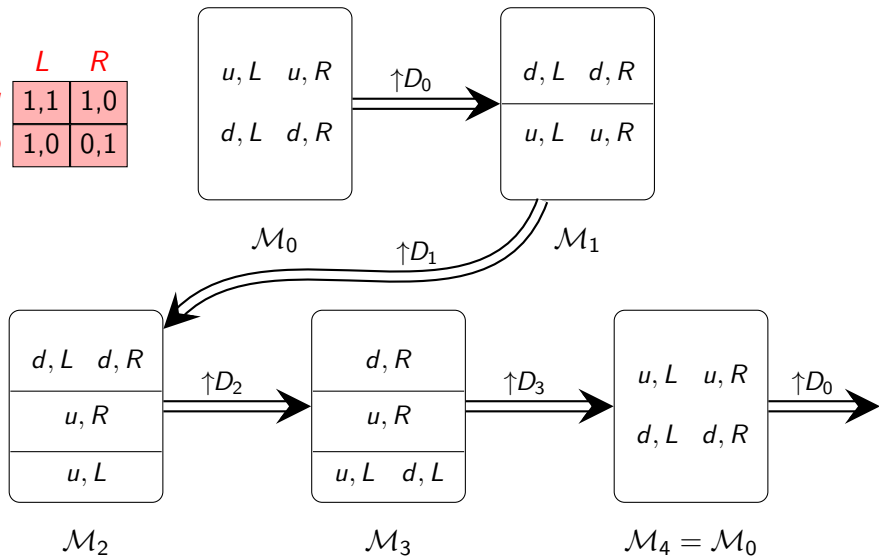 L R
1,1 1,0
1,0 0,1
u, L u, R
d, L d, R
↑D₀
d, L d, R
u, L u, R
ℳ₀
↑D₁
ℳ₁
d, L d, R
u, R
u, L
↑D₂
d, R
u, R
u, L d, L
↑D₃
u, L u, R
d, L d, R
↑D₀
ℳ₂
ℳ₃
ℳ₄ = ℳ₀